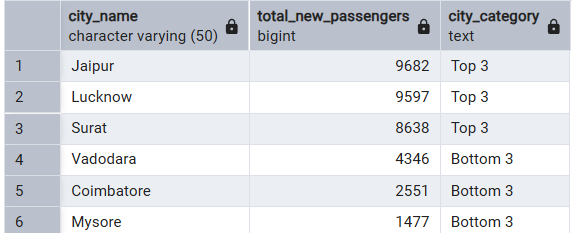 city_name total_new_passengers city_category
character varying (50) bigint text
1 Jaipur 9682 Top 3
2 Lucknow 9597 Top 3
3 Surat 8638 Top 3
4 Vadodara 4346 Bottom 3
5 Coimbatore 2551 Bottom 3
6 Mysore 1477 Bottom 3